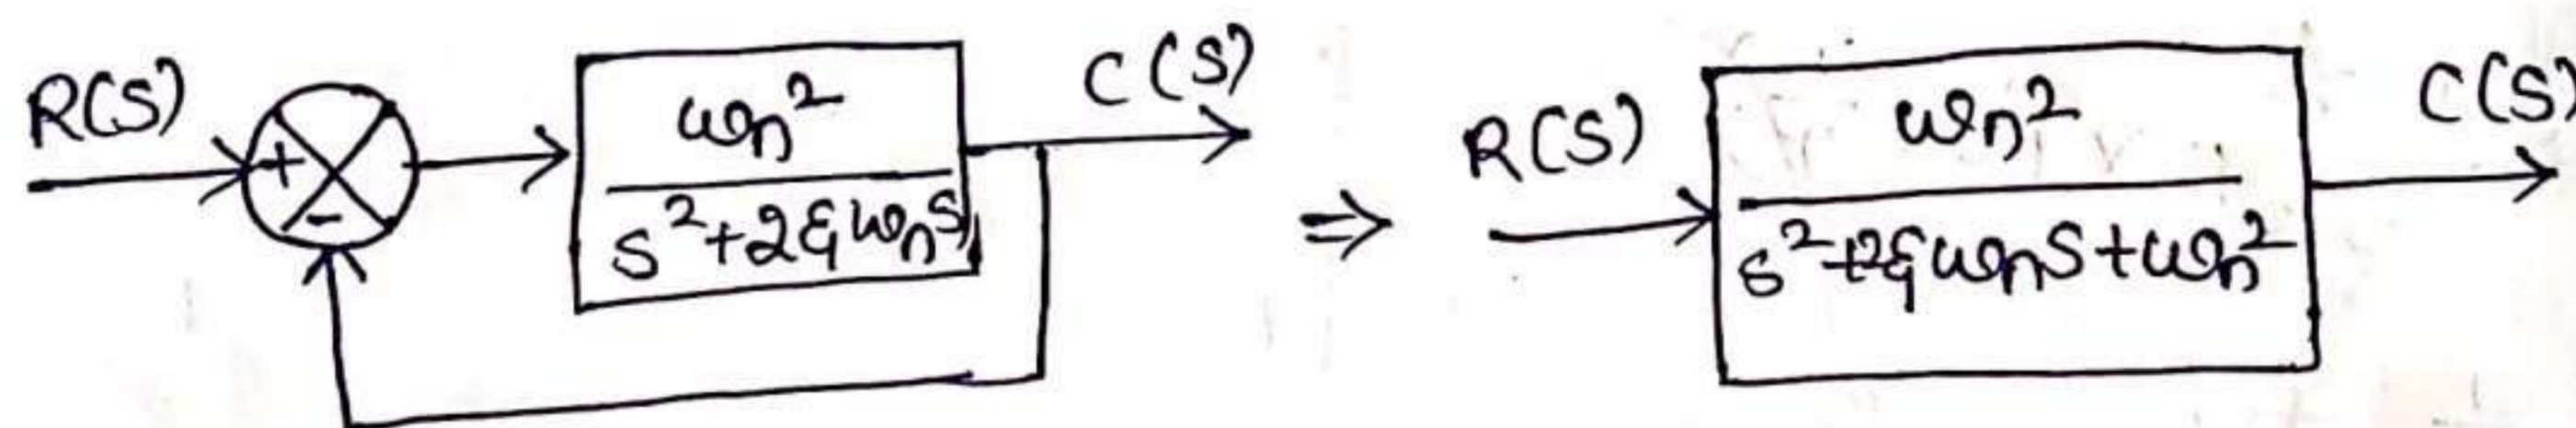 R(S)
+
-
ωn²
s²+2ξωns
C(S)
⇒
R(S)
ωn²
s²+2ξωnS+ωn²
C(S)